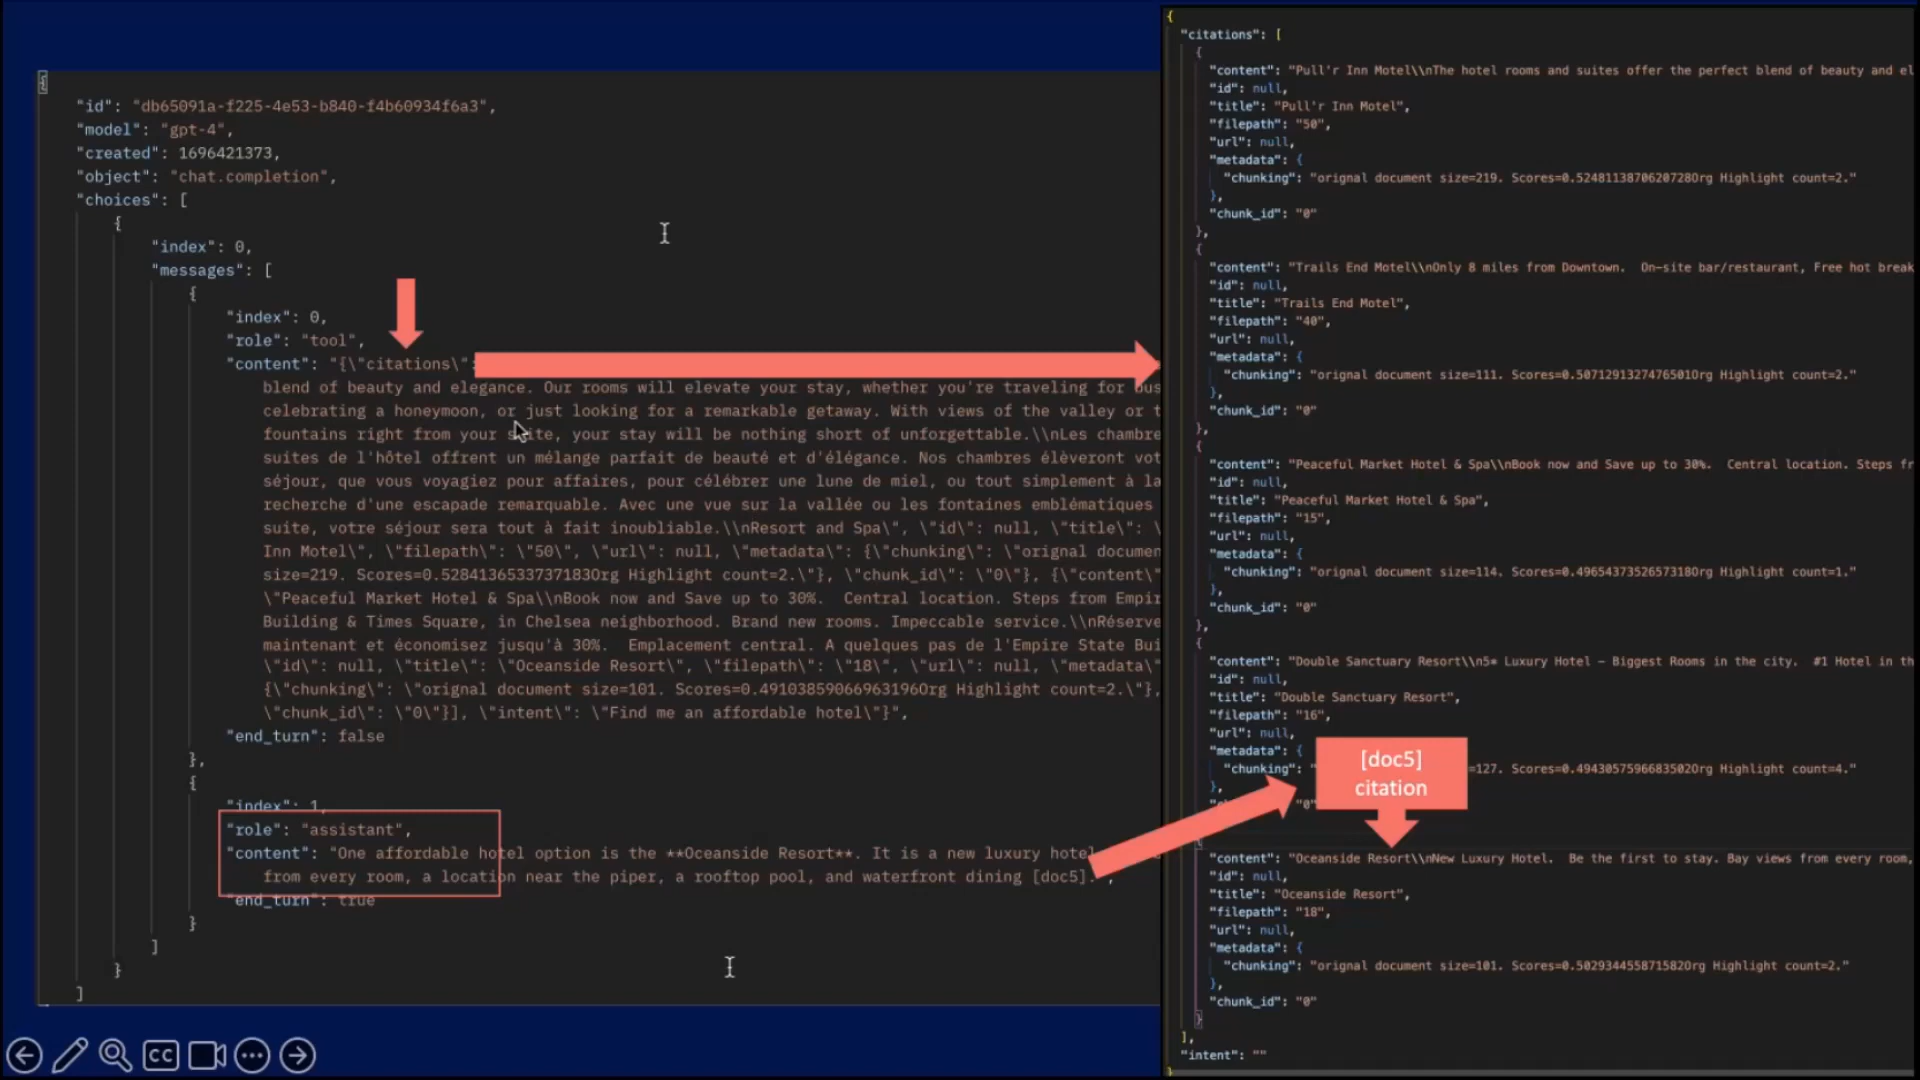 {
"id": "db65091a-f225-4e53-b840-f4b60934f6a3",
"model": "gpt-4",
"created": 1696421373,
"object": "chat.completion",
"choices": [
{
"index": 0,
"messages": [
{
"index": 0,
"role": "tool",
"content": "{\"citations\":
blend of beauty and elegance. Our rooms will elevate your stay, whether you're traveling for bus
celebrating a honeymoon, or just looking for a remarkable getaway. With views of the valley or t
fountains right from your suite, your stay will be nothing short of unforgettable.\\nLes chambre
suites de l'hôtel offrent un mélange parfait de beauté et d'élégance. Nos chambres élèveront vot
séjour, que vous voyagiez pour affaires, pour célébrer une lune de miel, ou tout simplement à la
recherche d'une escapade remarquable. Avec une vue sur la vallée ou les fontaines emblématiques
suite, votre séjour sera tout à fait inoubliable.\\nResort and Spa\", \"id\": null, \"title\": \
Inn Motel\", \"filepath\": \"50\", \"url\": null, \"metadata\": {\"chunking\": \"orignal documen
size=219. Scores=0.5284136533737183Org Highlight count=2.\"}, \"chunk_id\": \"0\"}, {\"content\"
\"Peaceful Market Hotel & Spa\\nBook now and Save up to 30%.  Central location. Steps from Empir
Building & Times Square, in Chelsea neighborhood. Brand new rooms. Impeccable service.\\nRéserve
maintenant et économisez jusqu'à 30%.  Emplacement central. A quelques pas de l'Empire State Bui
\"id\": null, \"title\": \"Oceanside Resort\", \"filepath\": \"18\", \"url\": null, \"metadata\"
{\"chunking\": \"orignal document size=101. Scores=0.49103859066963196Org Highlight count=2.\"},
\"chunk_id\": \"0\"}], \"intent\": \"Find me an affordable hotel\"}",
"end_turn": false
},
{
"index": 1,
"role": "assistant",
"content": "One affordable hotel option is the **Oceanside Resort**. It is a new luxury hotel
from every room, a location near the piper, a rooftop pool, and waterfront dining [doc5].
"end_turn": true
}
]
}
]
{
"citations": [
{
"content": "Pull'r Inn Motel\\nThe hotel rooms and suites offer the perfect blend of beauty and el
"id": null,
"title": "Pull'r Inn Motel",
"filepath": "50",
"url": null,
"metadata": {
"chunking": "orignal document size=219. Scores=0.5248113870620728Org Highlight count=2."
},
"chunk_id": "0"
},
{
"content": "Trails End Motel\\nOnly 8 miles from Downtown.  On-site bar/restaurant, Free hot break
"id": null,
"title": "Trails End Motel",
"filepath": "40",
"url": null,
"metadata": {
"chunking": "orignal document size=111. Scores=0.5071291327476501Org Highlight count=2."
},
"chunk_id": "0"
},
{
"content": "Peaceful Market Hotel & Spa\\nBook now and Save up to 30%.  Central location. Steps fr
"id": null,
"title": "Peaceful Market Hotel & Spa",
"filepath": "15",
"url": null,
"metadata": {
"chunking": "orignal document size=114. Scores=0.4965437352657318Org Highlight count=1."
},
"chunk_id": "0"
},
{
"content": "Double Sanctuary Resort\\n5* Luxury Hotel - Biggest Rooms in the city.  #1 Hotel in th
"id": null,
"title": "Double Sanctuary Resort",
"filepath": "16",
"url": null,
"metadata": {
"chunking": "
=127. Scores=0.4943057596683502Org Highlight count=4."
},
"0"
[doc5]
citation
"content": "Oceanside Resort\\nNew Luxury Hotel.  Be the first to stay. Bay views from every room,
"id": null,
"title": "Oceanside Resort",
"filepath": "18",
"url": null,
"metadata": {
"chunking": "orignal document size=101. Scores=0.502934455871582Org Highlight count=2."
},
"chunk_id": "0"
}
],
"intent": ""
}
CC